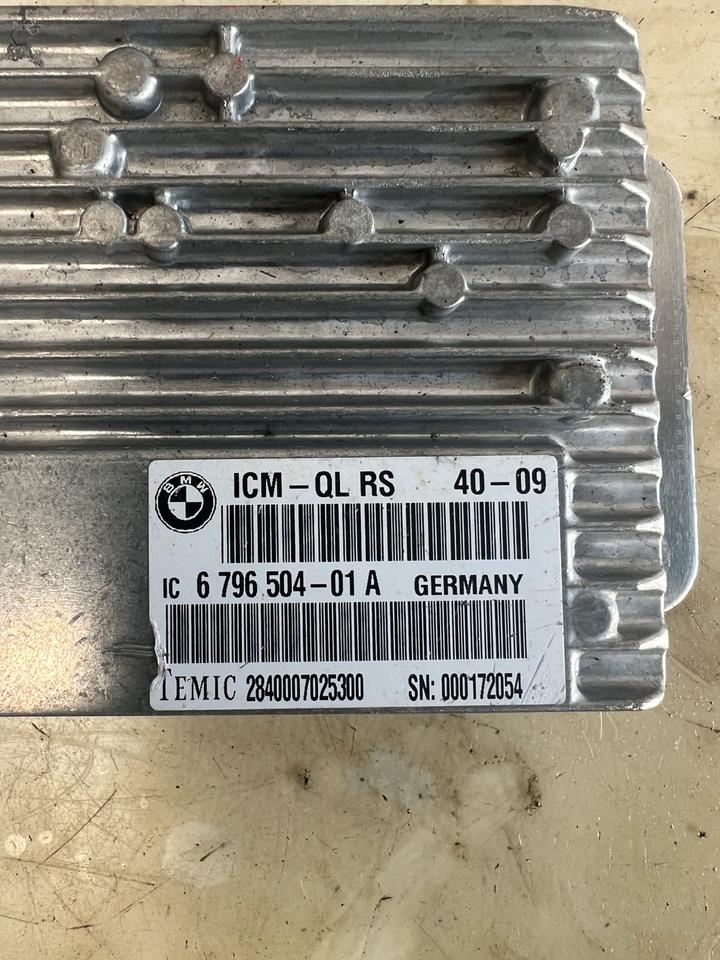 BMW
ICM – QL RS 40 – 09
IC 6 796 504 – 01 A GERMANY
TEMIC 2840007025300 SN: 000172054